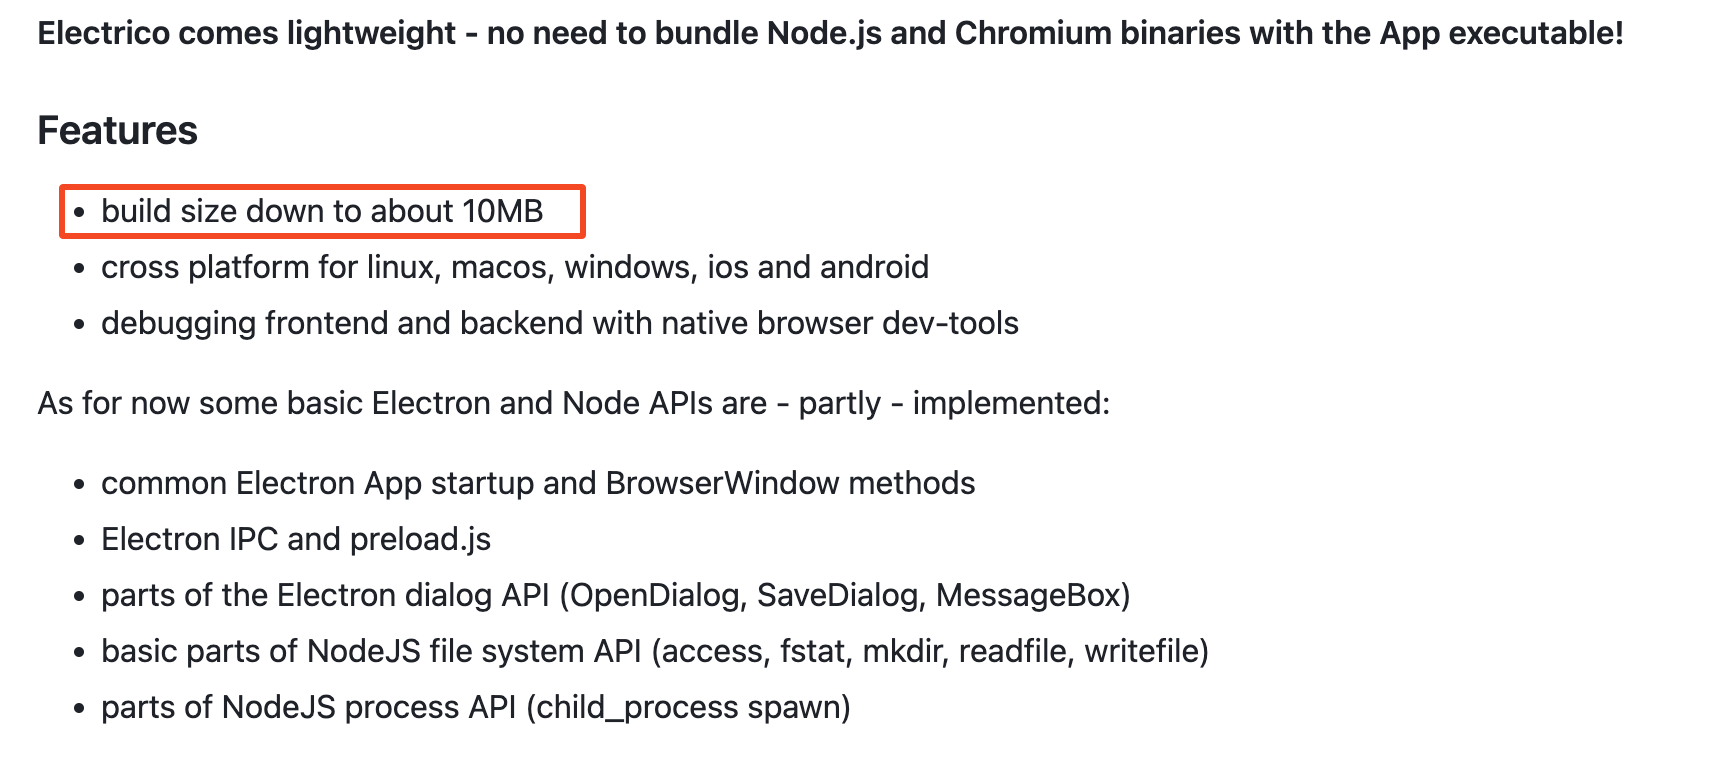 Electrico comes lightweight - no need to bundle Node.js and Chromium binaries with the App executable!
Features
• build size down to about 10MB
• cross platform for linux, macos, windows, ios and android
• debugging frontend and backend with native browser dev-tools
As for now some basic Electron and Node APIs are - partly - implemented:
• common Electron App startup and BrowserWindow methods
• Electron IPC and preload.js
• parts of the Electron dialog API (OpenDialog, SaveDialog, MessageBox)
• basic parts of NodeJS file system API (access, fstat, mkdir, readfile, writefile)
• parts of NodeJS process API (child_process spawn)